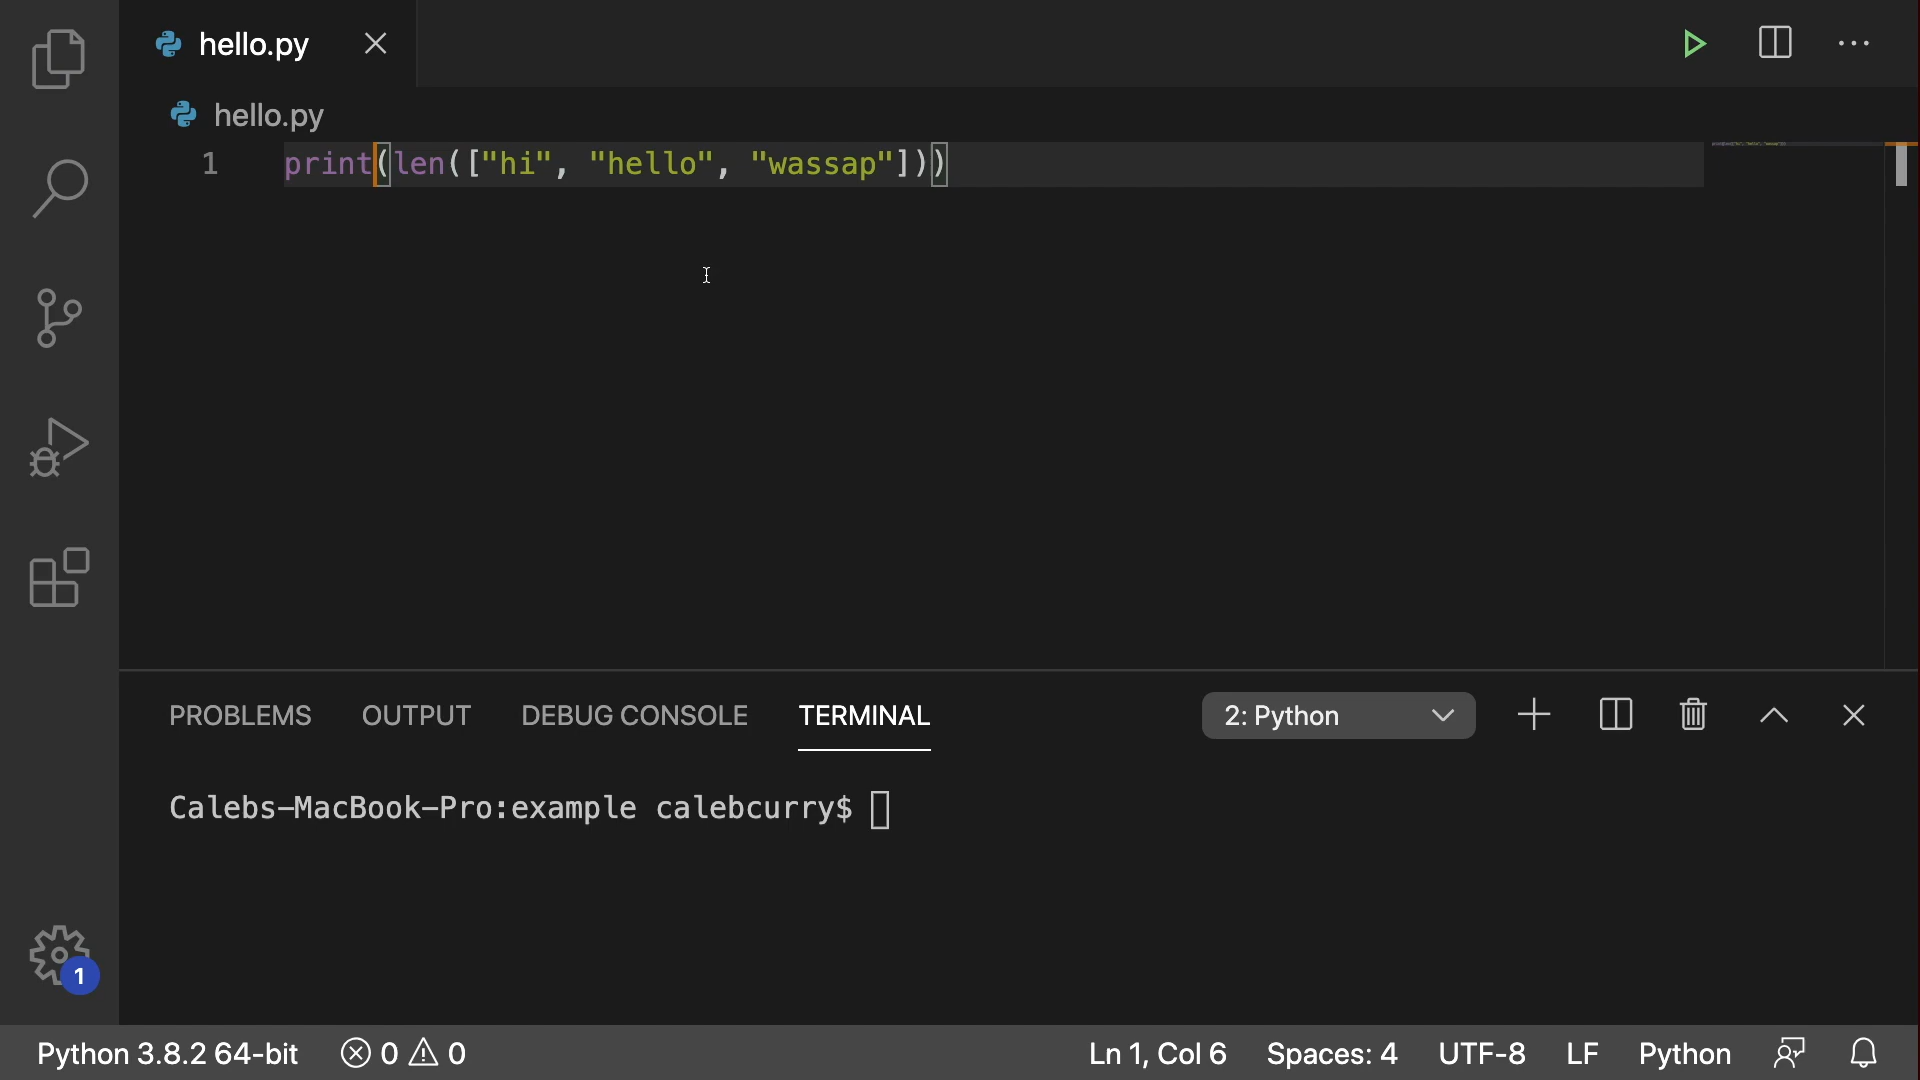 hello.py
hello.py
1 print(len(["hi", "hello", "wassap"]))
PROBLEMS OUTPUT DEBUG CONSOLE TERMINAL 2: Python
Calebs-MacBook-Pro:example calebcurry$
1
Python 3.8.2 64-bit 0 0 Ln 1, Col 6 Spaces: 4 UTF-8 LF Python